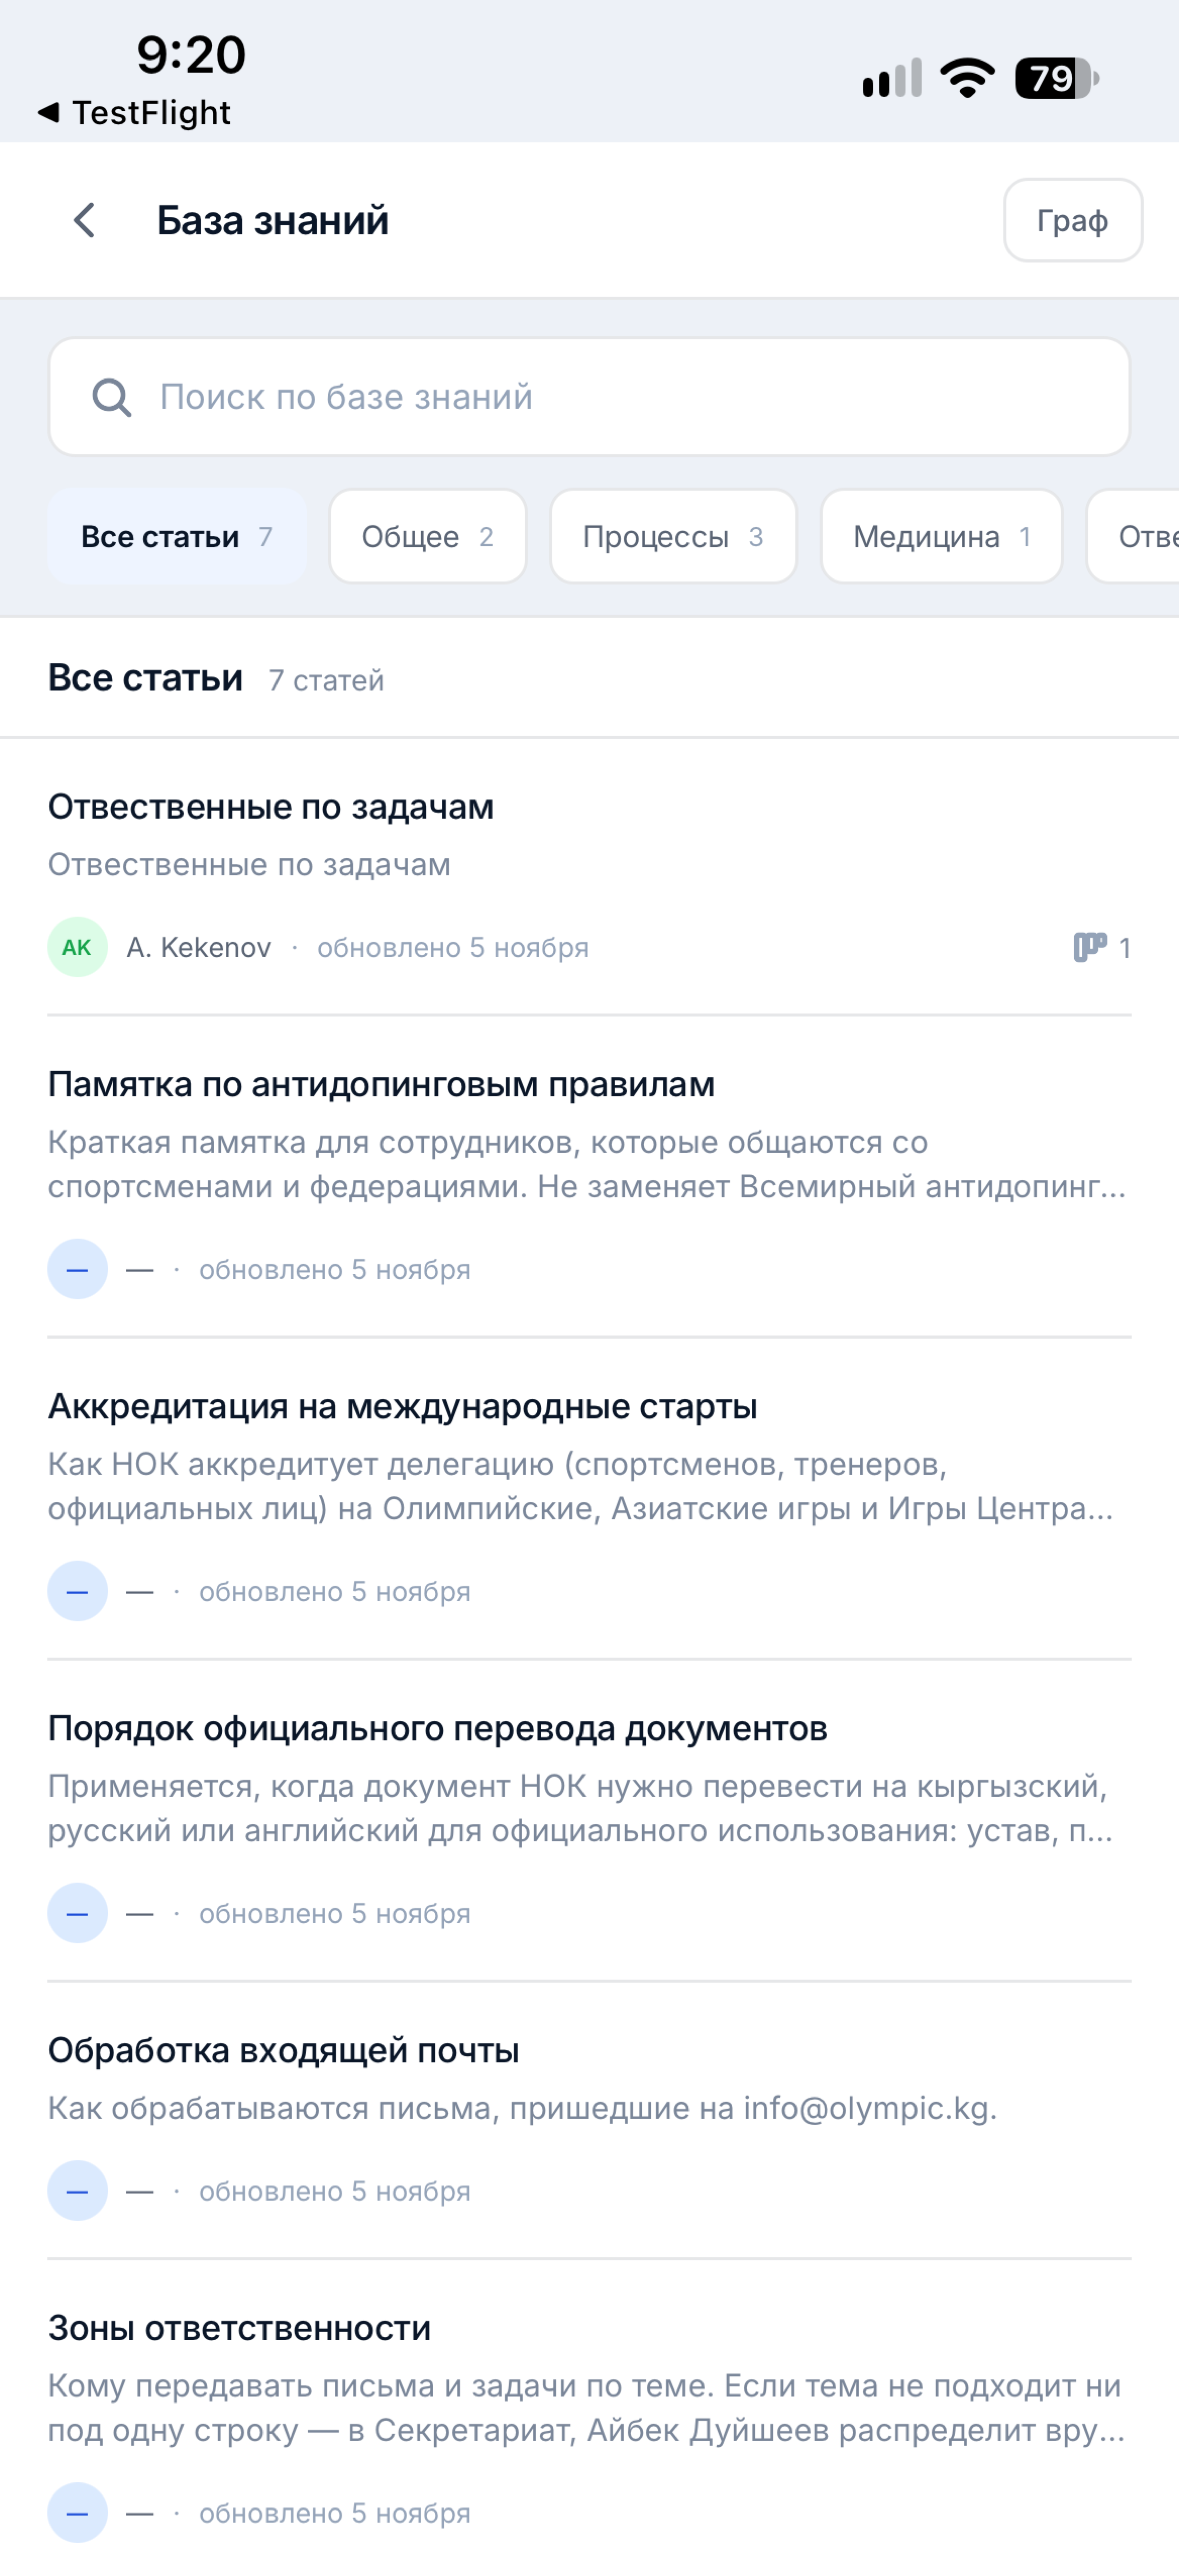 9:20
79
◀ TestFlight
База знаний
Граф
Поиск по базе знаний
Все статьи 7
Общее 2
Процессы 3
Медицина 1
Отве
Все статьи 7 статей
Отвественные по задачам
Отвественные по задачам
AK A. Kekenov · обновлено 5 ноября 1
Памятка по антидопинговым правилам
Краткая памятка для сотрудников, которые общаются со
спортсменами и федерациями. Не заменяет Всемирный антидопинг...
— — · обновлено 5 ноября
Аккредитация на международные старты
Как НОК аккредитует делегацию (спортсменов, тренеров,
официальных лиц) на Олимпийские, Азиатские игры и Игры Центра...
— — · обновлено 5 ноября
Порядок официального перевода документов
Применяется, когда документ НОК нужно перевести на кыргызский,
русский или английский для официального использования: устав, п...
— — · обновлено 5 ноября
Обработка входящей почты
Как обрабатываются письма, пришедшие на info@olympic.kg.
— — · обновлено 5 ноября
Зоны ответственности
Кому передавать письма и задачи по теме. Если тема не подходит ни
под одну строку — в Секретариат, Айбек Дуйшеев распределит вру...
— — · обновлено 5 ноября